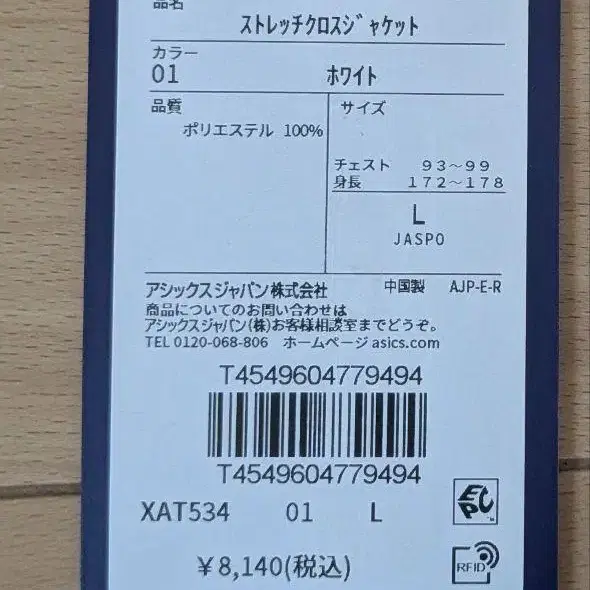 品名
ストレッチクロスジャケット
カラー
01 ホワイト
品質
ポリエステル 100%
サイズ
チェスト 93～99
身長 172～178
L
JASPO
アシックスジャパン株式会社 中国製 AJP-E-R
商品についてのお問い合わせは
アシックスジャパン(株)お客様相談室までどうぞ。
TEL 0120-068-806 ホームページasics.com
T4549604779494
T4549604779494
XAT534 01 L
EPC
TM
¥8,140(税込)
RFID